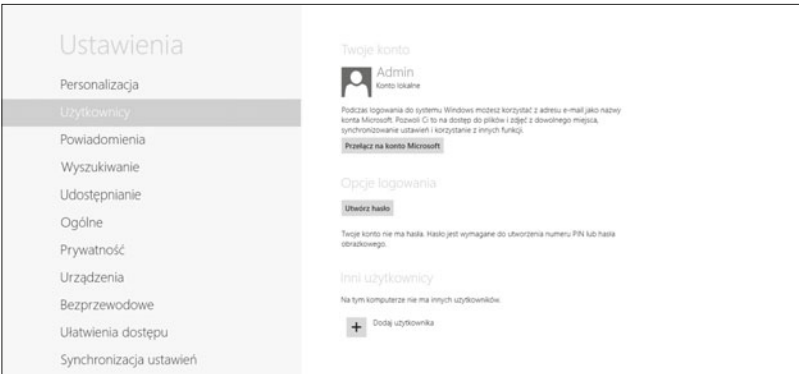 Ustawienia
Personalizacja
Użytkownicy
Powiadomienia
Wyszukiwanie
Udostępnianie
Ogólne
Prywatność
Urządzenia
Bezprzewodowe
Ułatwienia dostępu
Synchronizacja ustawień
Twoje konto
Admin
Konto lokalne
Podczas logowania do systemu Windows możesz korzystać z adresu e-mail jako nazwy
konta Microsoft. Pozwoli Ci to na dostęp do plików i zdjęć z dowolnego miejsca,
synchronizowanie ustawień i korzystanie z innych funkcji.
Przełącz na konto Microsoft
Opcje logowania
Utwórz hasło
Twoje konto nie ma hasła. Hasło jest wymagane do utworzenia numeru PIN lub hasła
obrazkowego.
Inni użytkownicy
Na tym komputerze nie ma innych użytkowników.
Dodaj użytkownika